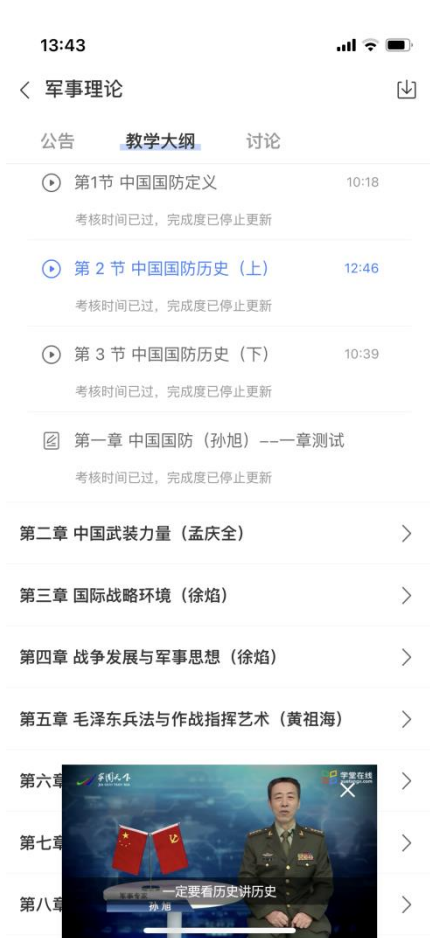 13:43
军事理论
公告 教学大纲 讨论
第1节 中国国防定义 10:18
考核时间已过，完成度已停止更新
第 2 节 中国国防历史（上） 12:46
考核时间已过，完成度已停止更新
第 3 节 中国国防历史（下） 10:39
考核时间已过，完成度已停止更新
第一章 中国国防（孙旭）--一章测试
考核时间已过，完成度已停止更新
第二章 中国武装力量（孟庆全）
第三章 国际战略环境（徐焰）
第四章 战争发展与军事思想（徐焰）
第五章 毛泽东兵法与作战指挥艺术（黄祖海）
第六章
学堂在线
第七章
一定要看历史讲历史
第八章
军事专家
孙旭